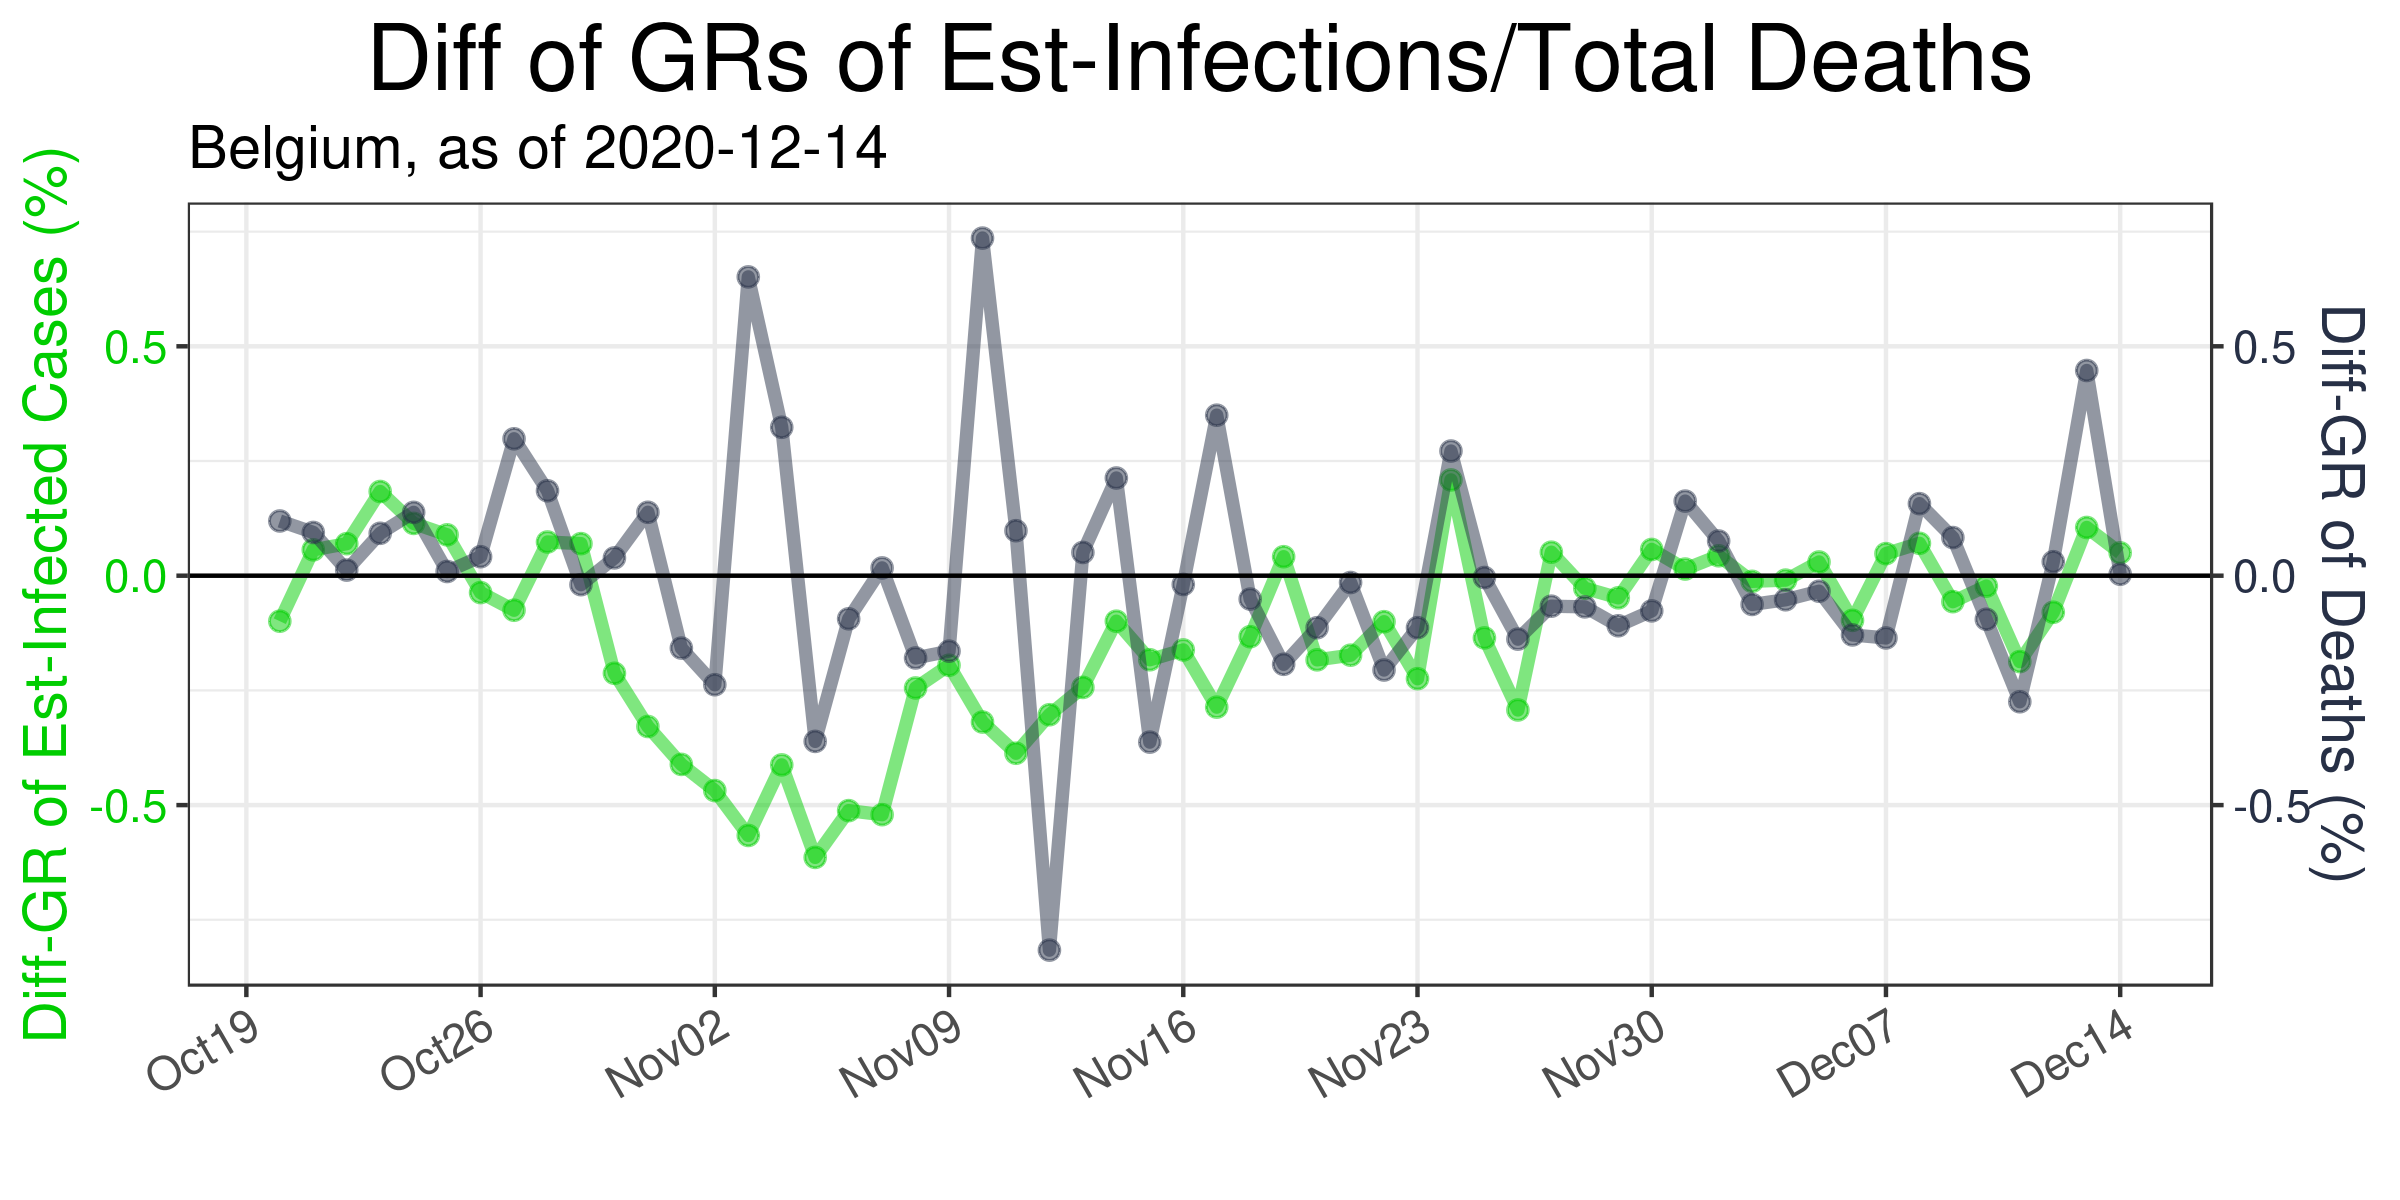 Diff of GRs of Est-Infections/Total Deaths
Belgium, as of 2020-12-14
Diff-GR of Est-Infected Cases (%)
0.5
0.0
-0.5
0.5
0.0
-0.5
Diff-GR of Deaths (%)
Oct19
Oct26
Nov02
Nov09
Nov16
Nov23
Nov30
Dec07
Dec14